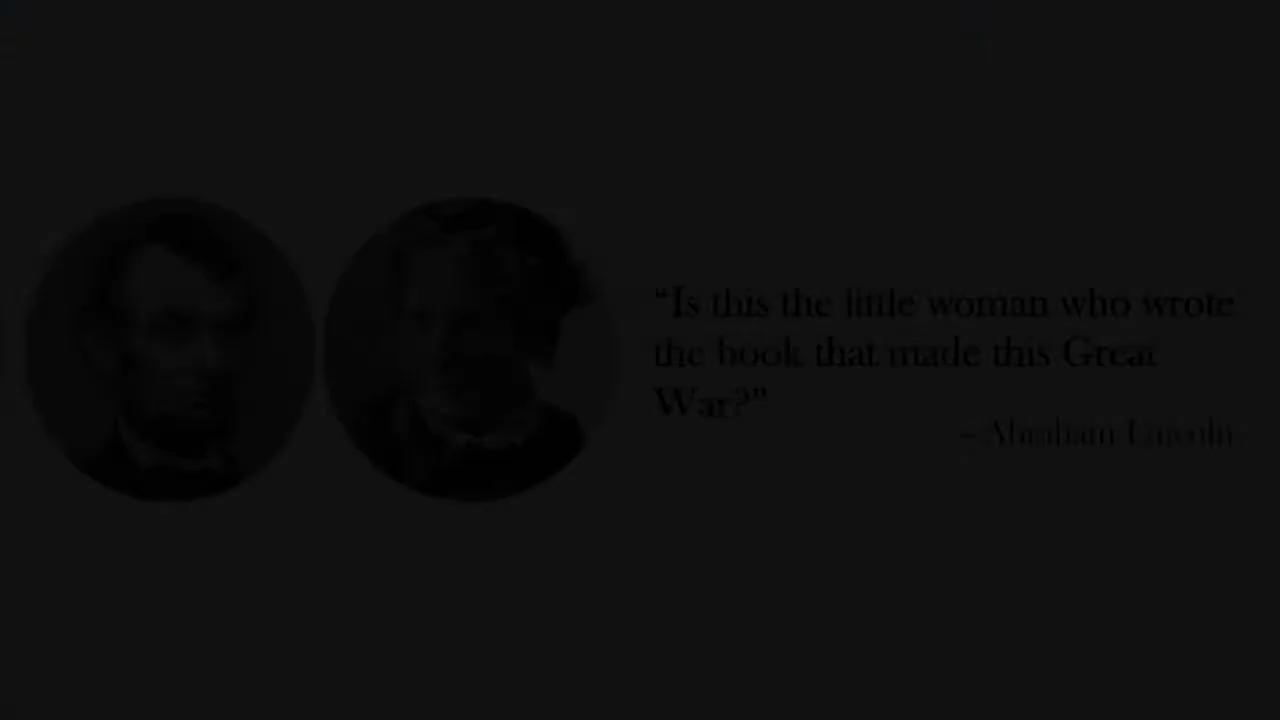 “Is this the little woman who wrote
the book that made this Great
War?”
– Abraham Lincoln